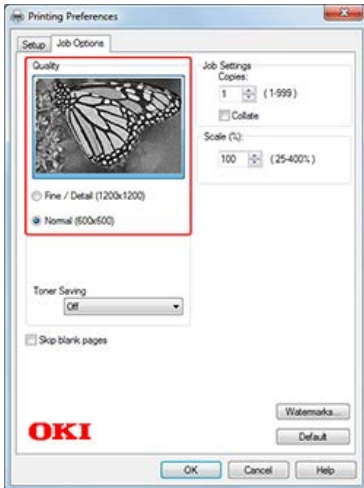 Printing Preferences
Setup Job Options
Quality
Fine / Detail (1200x1200)
Normal (600x600)
Toner Saving
Off
Skip blank pages
Job Settings
Copies:
1 (1-999)
Collate
Scale (%):
100 (25-400%)
OKI
Watermarks...
Default
OK Cancel Help